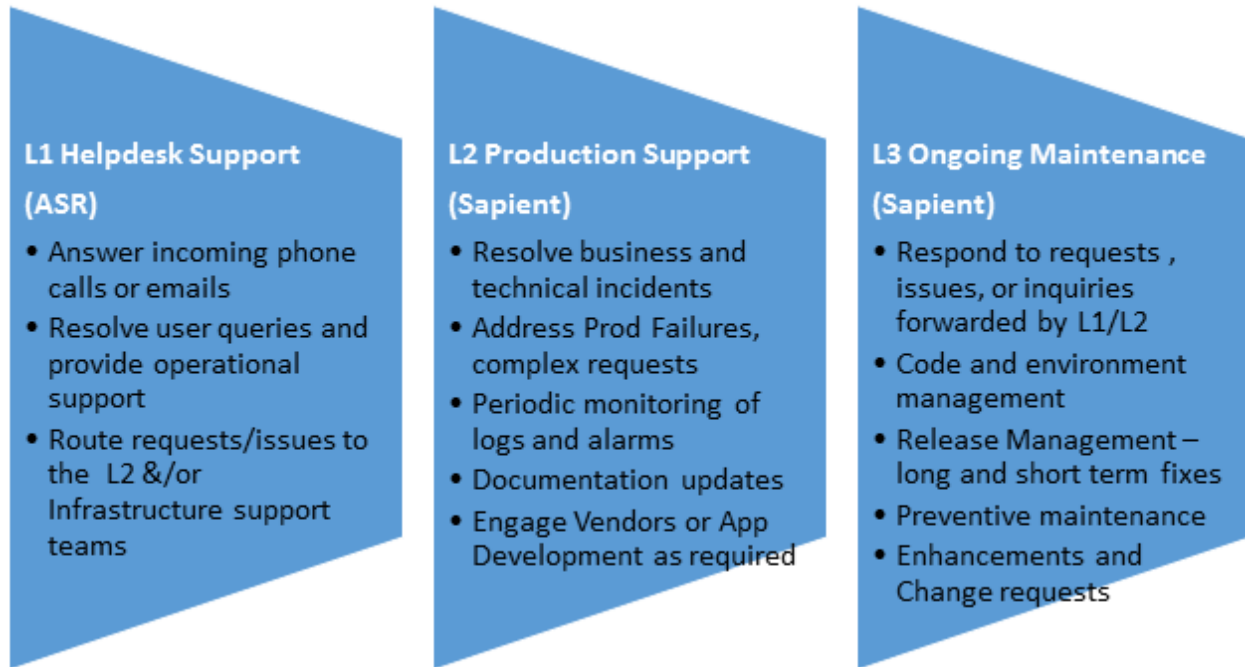 L1 Helpdesk Support
(ASR)
• Answer incoming phone
calls or emails
• Resolve user queries and
provide operational
support
• Route requests/issues to
the L2 &/or
Infrastructure support
teams
L2 Production Support
(Sapient)
• Resolve business and
technical incidents
• Address Prod Failures,
complex requests
• Periodic monitoring of
logs and alarms
• Documentation updates
• Engage Vendors or App
Development as required
L3 Ongoing Maintenance
(Sapient)
• Respond to requests ,
issues, or inquiries
forwarded by L1/L2
• Code and environment
management
• Release Management –
long and short term fixes
• Preventive maintenance
• Enhancements and
Change requests